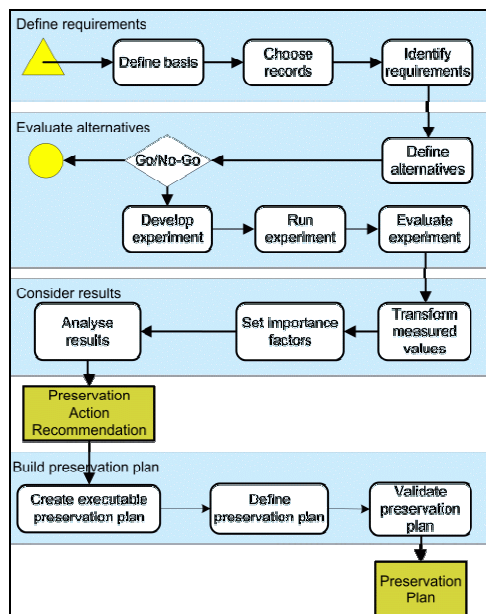 Define requirements
Define basis
Choose
records
Identify
requirements
Evaluate alternatives
Go/No-Go
Define
alternatives
Develop
experiment
Run
experiment
Evaluate
experiment
Consider results
Analyse
results
Set importance
factors
Transform
measured
values
Preservation
Action
Recommendation
Build preservation plan
Create executable
preservation plan
Define
preservation plan
Validate
preservation
plan
Preservation
Plan